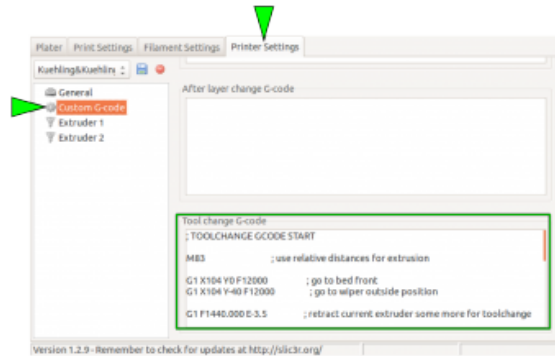 Plater Print Settings Filament Settings Printer Settings
Kuehling&Kuehling
General
Custom G-code
Extruder 1
Extruder 2
After layer change G-code
Tool change G-code
; TOOLCHANGE GCODE START
M83 ; use relative distances for extrusion
G1 X104 Y0 F12000 ; go to bed front
G1 X104 Y-40 F12000 ; go to wiper outside position
G1 F1440.000 E-3.5 ; retract current extruder some more for toolchange
Version 1.2.9 - Remember to check for updates at http://slic3r.org/